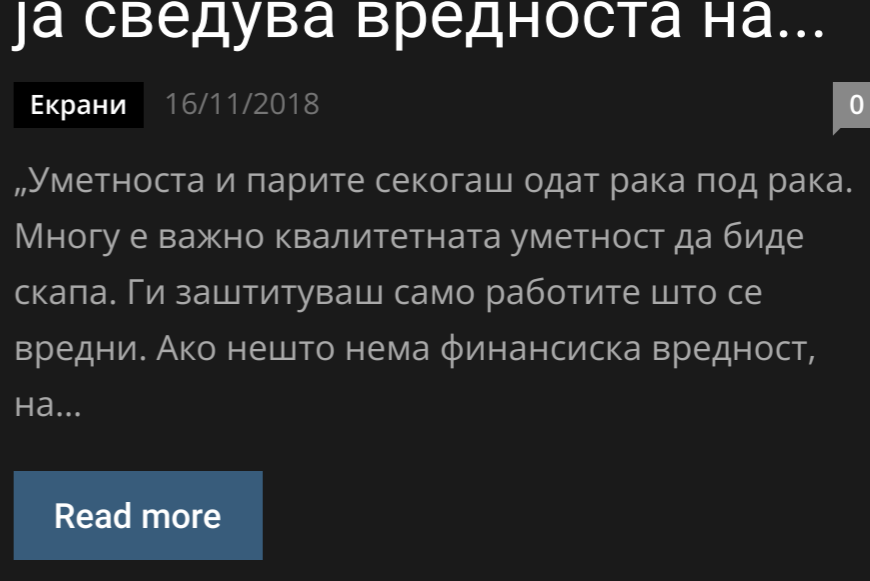 ја сведува вредноста на...
Екрани 16/11/2018 0
„Уметноста и парите секогаш одат рака под рака.
Многу е важно квалитетната уметност да биде
скапа. Ги заштитуваш само работите што се
вредни. Ако нешто нема финансиска вредност,
на...
Read more